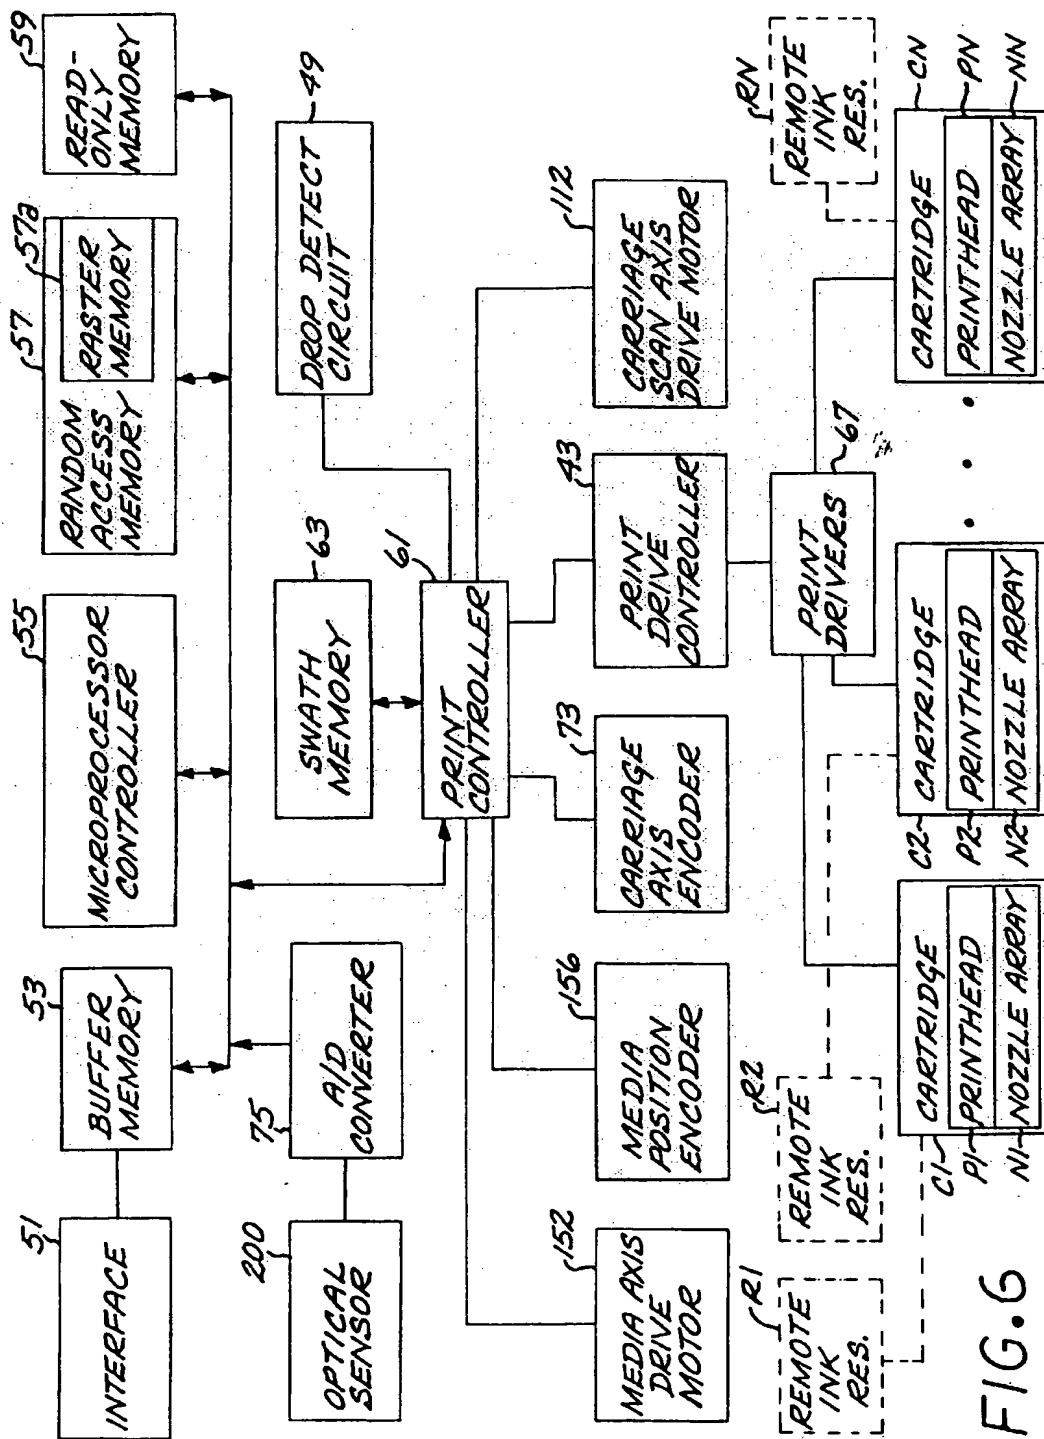 51
INTERFACE
53
BUFFER
MEMORY
55
MICROPROCESSOR
CONTROLLER
57
57a
RANDOM
ACCESS
MEMORY
RASTER
MEMORY
59
READ-
ONLY
MEMORY
200
OPTICAL
SENSOR
75
A/D
CONVERTER
63
SWATH
MEMORY
49
DROP DETECT
CIRCUIT
61
PRINT
CONTROLLER
152
MEDIA AXIS
DRIVE
MOTOR
156
MEDIA
POSITION
ENCODER
73
CARRIAGE
AXIS
ENCODER
43
PRINT
DRIVE
CONTROLLER
112
CARRIAGE
SCAN AXIS
DRIVE MOTOR
R1
REMOTE
INK
RES.
R2
REMOTE
INK
RES.
67
PRINT
DRIVERS
RN
REMOTE
INK
RES.
C1
CARTRIDGE
P1
PRINTHEAD
N1
NOZZLE ARRAY
C2
CARTRIDGE
P2
PRINTHEAD
N2
NOZZLE ARRAY
• • •
CARTRIDGE
CN
PRINTHEAD
PN
NOZZLE ARRAY
NN
FIG.6